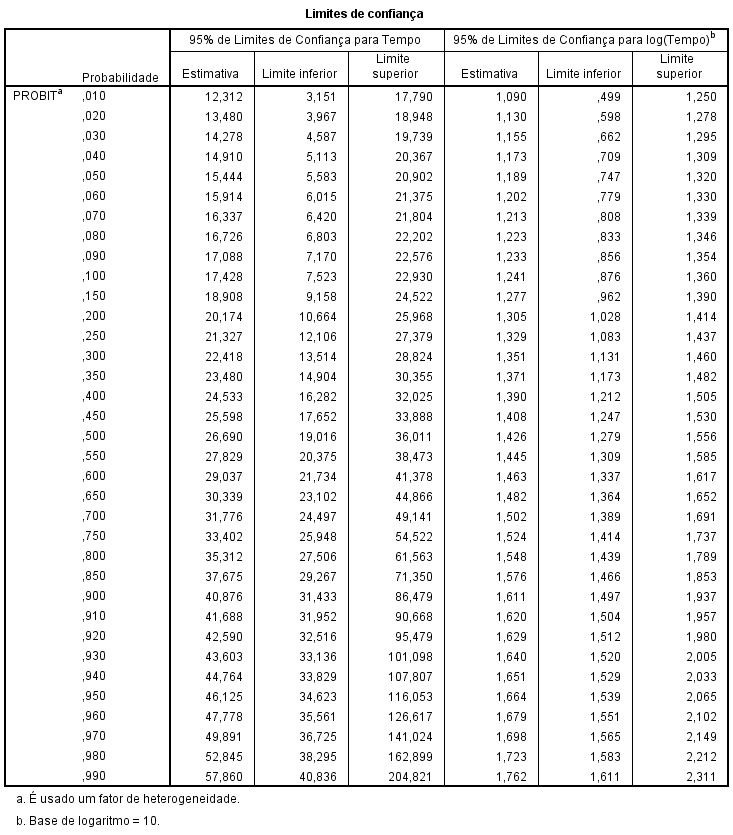 Limites de confiança
95% de Limites de Confiança para Tempo 95% de Limites de Confiança para log(Tempo)b
Probabilidade Estimativa Limite inferior Limite superior Estimativa Limite inferior Limite superior
PROBITa ,010 12,312 3,151 17,790 1,090 ,499 1,250
,020 13,480 3,967 18,948 1,130 ,598 1,278
,030 14,278 4,587 19,739 1,155 ,662 1,295
,040 14,910 5,113 20,367 1,173 ,709 1,309
,050 15,444 5,583 20,902 1,189 ,747 1,320
,060 15,914 6,015 21,375 1,202 ,779 1,330
,070 16,337 6,420 21,804 1,213 ,808 1,339
,080 16,726 6,803 22,202 1,223 ,833 1,346
,090 17,088 7,170 22,576 1,233 ,856 1,354
,100 17,428 7,523 22,930 1,241 ,876 1,360
,150 18,908 9,158 24,522 1,277 ,962 1,390
,200 20,174 10,664 25,968 1,305 1,028 1,414
,250 21,327 12,106 27,379 1,329 1,083 1,437
,300 22,418 13,514 28,824 1,351 1,131 1,460
,350 23,480 14,904 30,355 1,371 1,173 1,482
,400 24,533 16,282 32,025 1,390 1,212 1,505
,450 25,598 17,652 33,888 1,408 1,247 1,530
,500 26,690 19,016 36,011 1,426 1,279 1,556
,550 27,829 20,375 38,473 1,445 1,309 1,585
,600 29,037 21,734 41,378 1,463 1,337 1,617
,650 30,339 23,102 44,866 1,482 1,364 1,652
,700 31,776 24,497 49,141 1,502 1,389 1,691
,750 33,402 25,948 54,522 1,524 1,414 1,737
,800 35,312 27,506 61,563 1,548 1,439 1,789
,850 37,675 29,267 71,350 1,576 1,466 1,853
,900 40,876 31,433 86,479 1,611 1,497 1,937
,910 41,688 31,952 90,668 1,620 1,504 1,957
,920 42,590 32,516 95,479 1,629 1,512 1,980
,930 43,603 33,136 101,098 1,640 1,520 2,005
,940 44,764 33,829 107,807 1,651 1,529 2,033
,950 46,125 34,623 116,053 1,664 1,539 2,065
,960 47,778 35,561 126,617 1,679 1,551 2,102
,970 49,891 36,725 141,024 1,698 1,565 2,149
,980 52,845 38,295 162,899 1,723 1,583 2,212
,990 57,860 40,836 204,821 1,762 1,611 2,311
a. É usado um fator de heterogeneidade.
b. Base de logaritmo = 10.